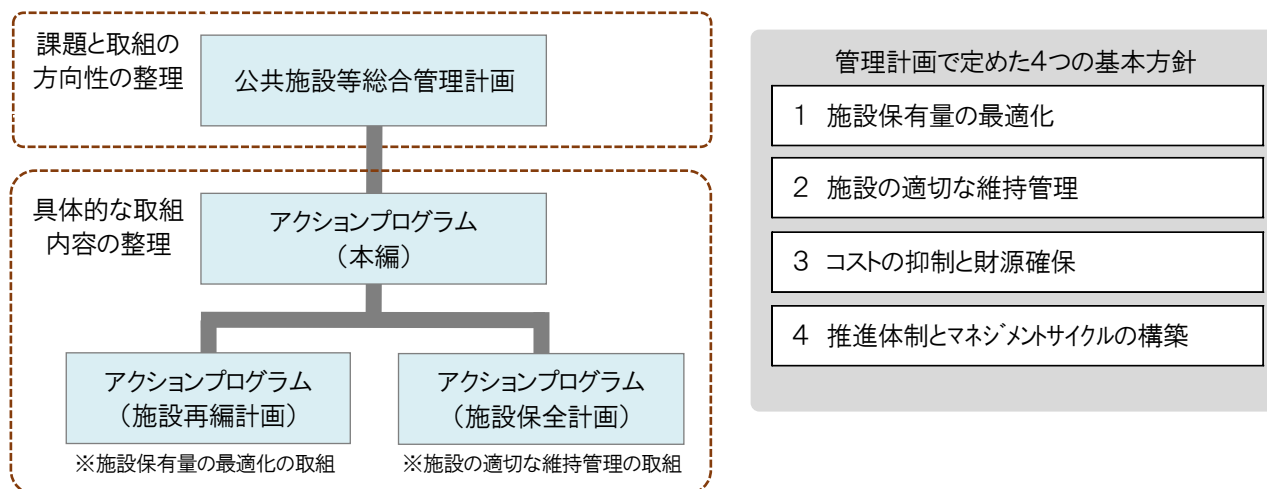 課題と取組の
方向性の整理
公共施設等総合管理計画
具体的な取組
内容の整理
アクションプログラム
(本編)
アクションプログラム
(施設再編計画)
※施設保有量の最適化の取組
アクションプログラム
(施設保全計画)
※施設の適切な維持管理の取組
管理計画で定めた4つの基本方針
1 施設保有量の最適化
2 施設の適切な維持管理
3 コストの抑制と財源確保
4 推進体制とマネジメントサイクルの構築